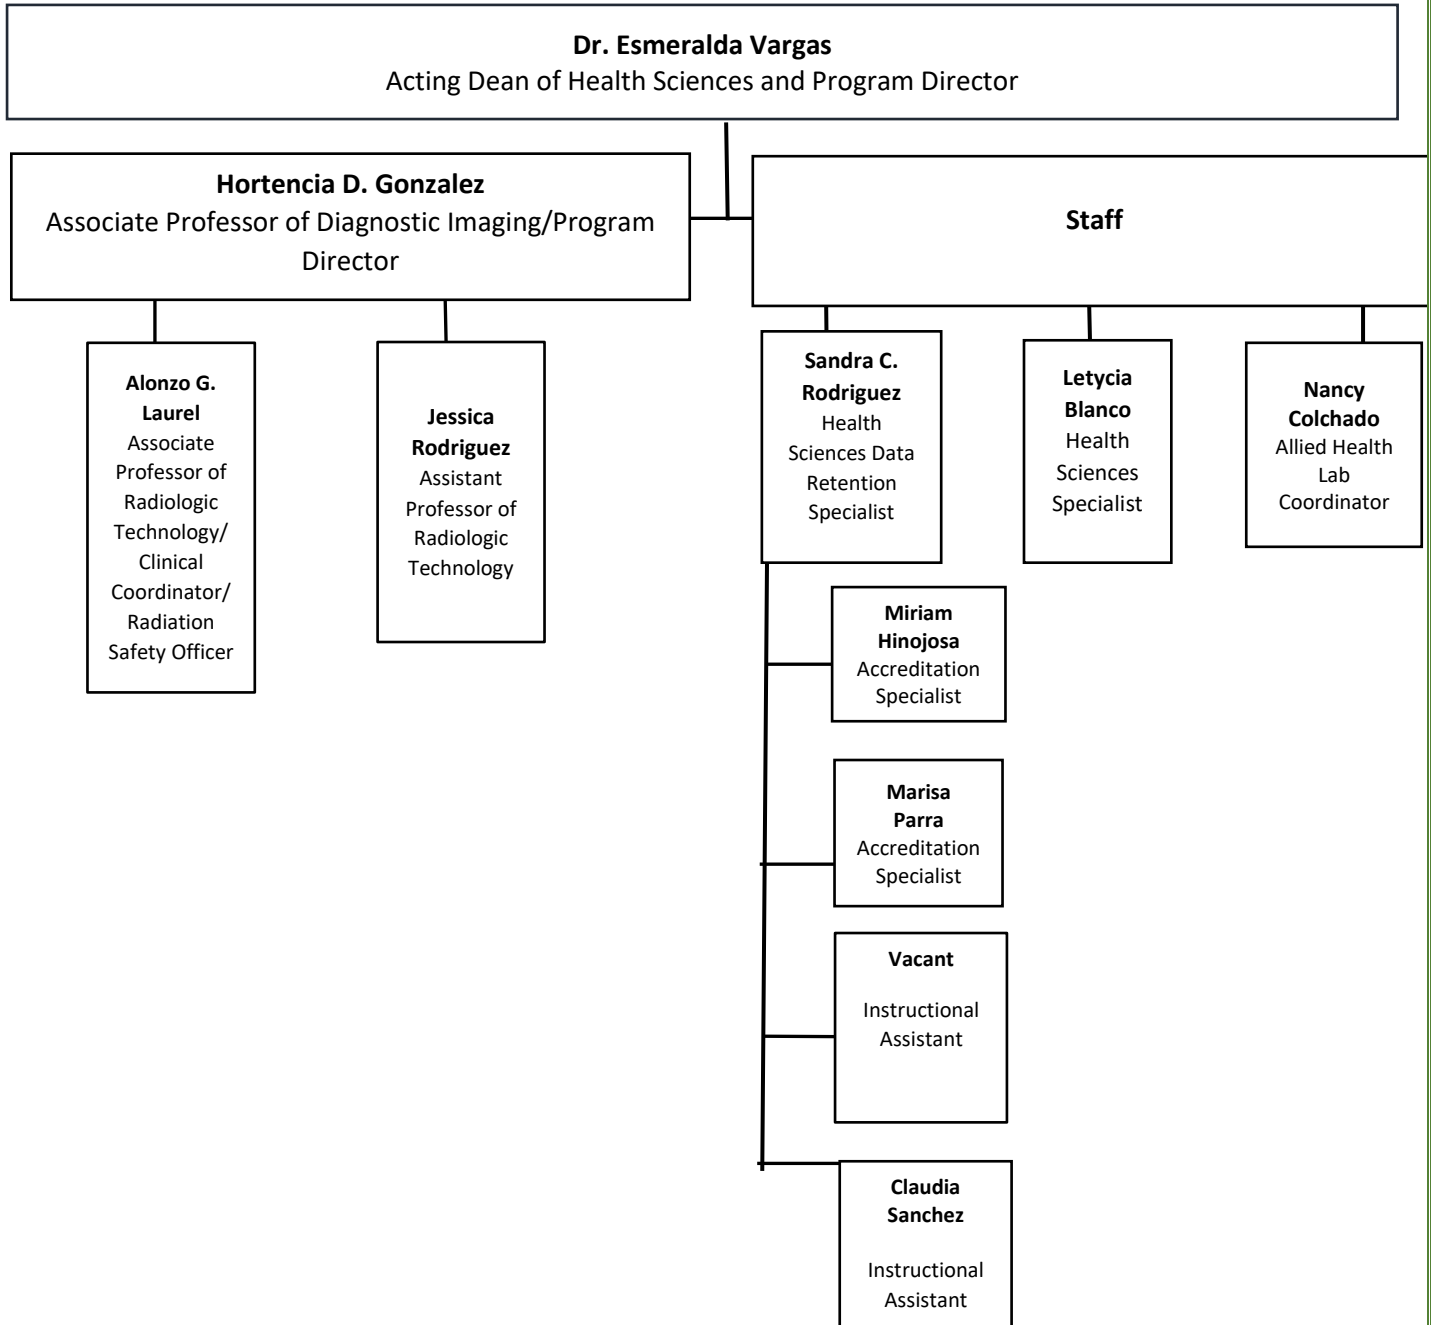 Dr. Esmeralda Vargas
Acting Dean of Health Sciences and Program Director
Hortencia D. Gonzalez
Associate Professor of Diagnostic Imaging/Program
Director
Staff
Alonzo G.
Laurel
Associate
Professor of
Radiologic
Technology/
Clinical
Coordinator/
Radiation
Safety Officer
Jessica
Rodriguez
Assistant
Professor of
Radiologic
Technology
Sandra C.
Rodriguez
Health
Sciences Data
Retention
Specialist
Letycia
Blanco
Health
Sciences
Specialist
Nancy
Colchado
Allied Health
Lab
Coordinator
Miriam
Hinojosa
Accreditation
Specialist
Marisa
Parra
Accreditation
Specialist
Vacant
Instructional
Assistant
Claudia
Sanchez
Instructional
Assistant